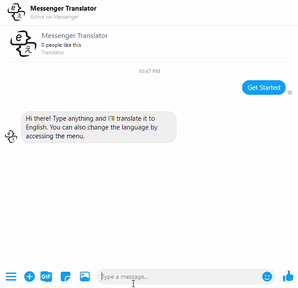 Messenger Translator
Active on Messenger
Messenger Translator
0 people like this
Translator
10:47 PM
Get Started
Hi there! Type anything and I'll translate it to
English. You can also change the language by
accessing the menu.
GIF
Type a message...